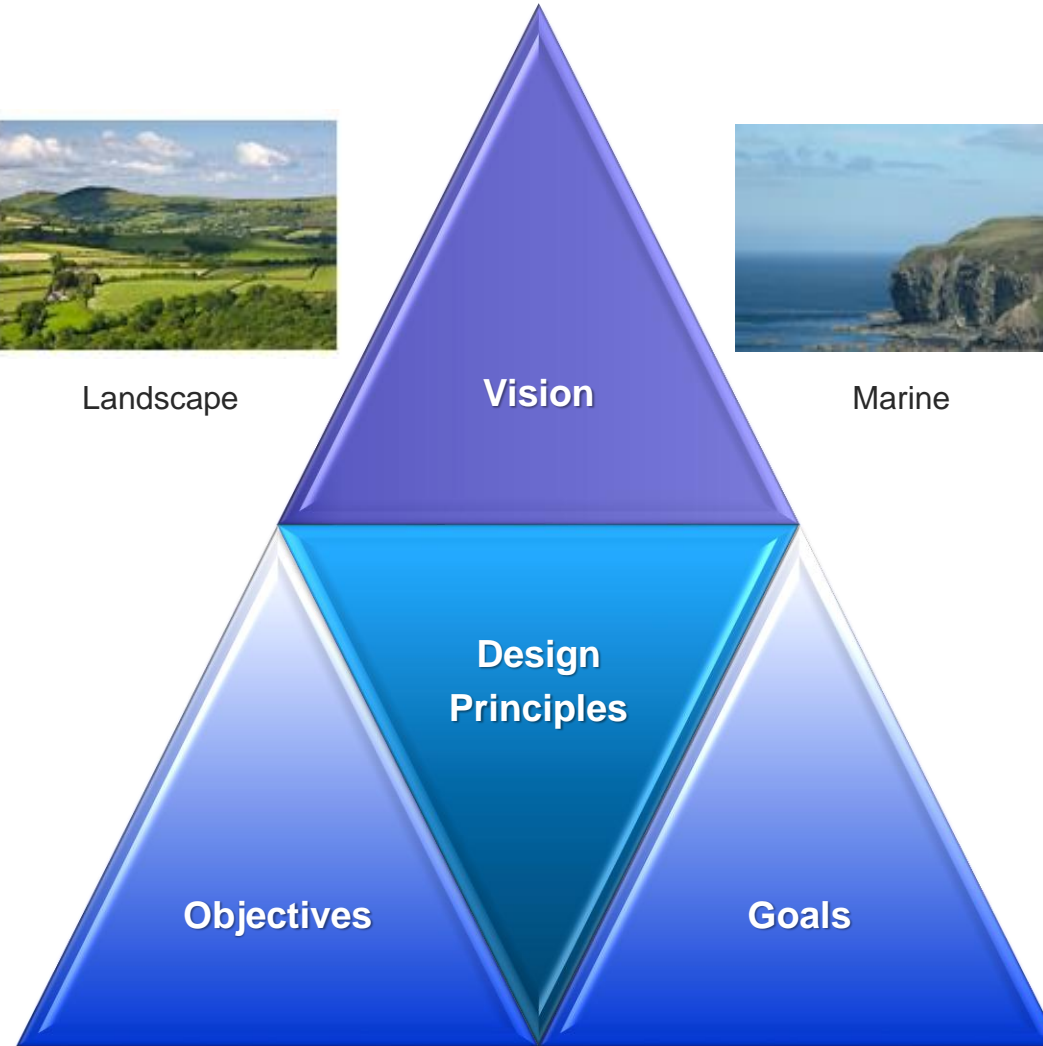 Landscape
Vision
Marine
Design
Principles
Objectives
Goals